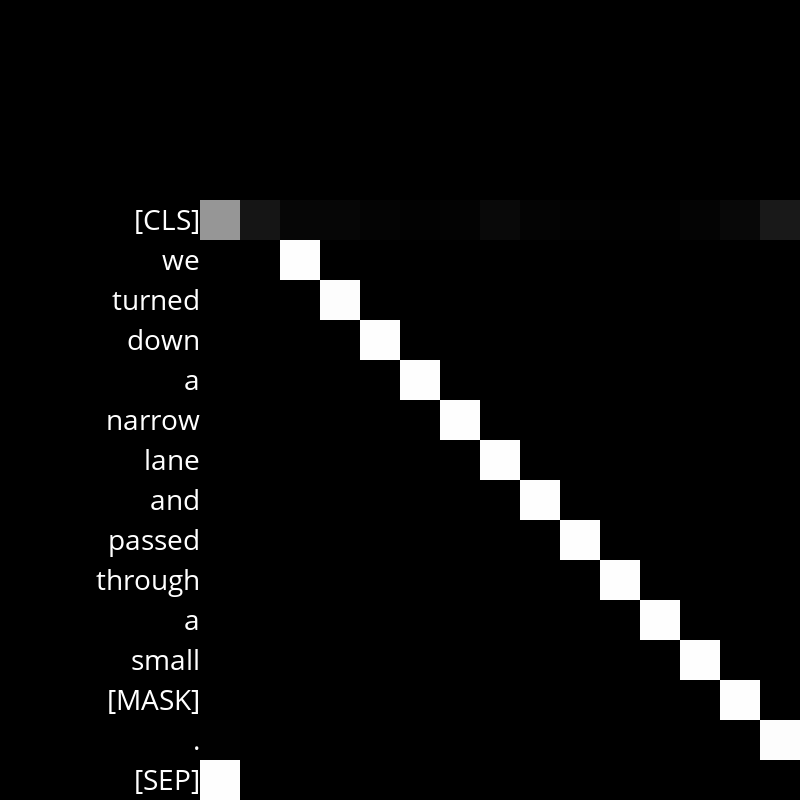 [CLS]
we
turned
down
a
narrow
lane
and
passed
through
a
small
[MASK]
.
[SEP]